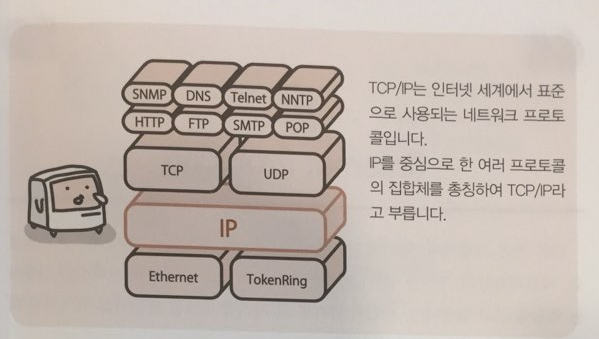 SNMP DNS Telnet NNTP
HTTP FTP SMTP POP
TCP UDP
IP
Ethernet TokenRing
TCP/IP는 인터넷 세계에서 표준
으로 사용되는 네트워크 프로토
콜입니다.
IP를 중심으로 한 여러 프로토콜
의 집합체를 총칭하여 TCP/IP라
고 부릅니다.